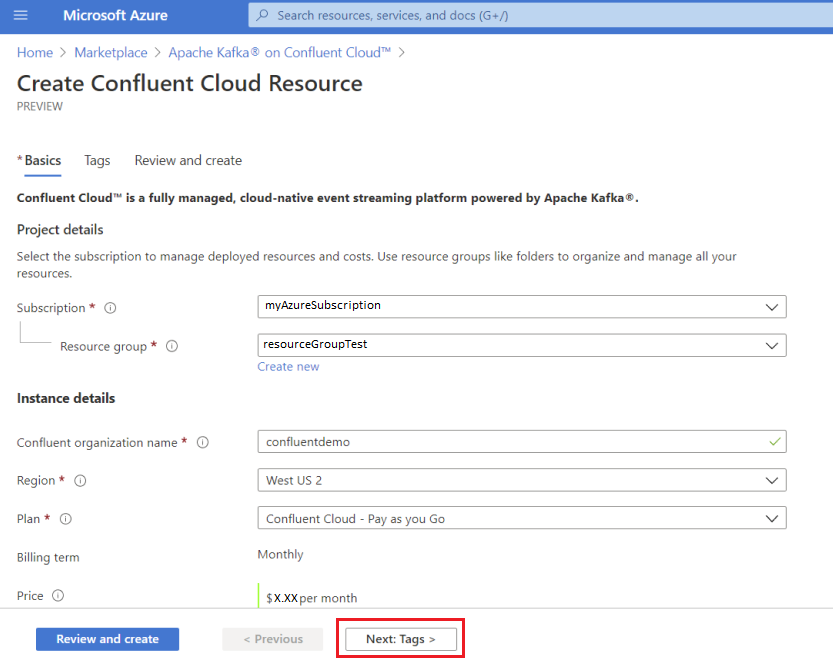 Microsoft Azure
Search resources, services, and docs (G+/)
Home > Marketplace > Apache Kafka® on Confluent Cloud™ >
Create Confluent Cloud Resource
PREVIEW
* Basics Tags Review and create
Confluent Cloud™ is a fully managed, cloud-native event streaming platform powered by Apache Kafka®.
Project details
Select the subscription to manage deployed resources and costs. Use resource groups like folders to organize and manage all your
resources.
Subscription * myAzureSubscription
Resource group * resourceGroupTest
Create new
Instance details
Confluent organization name * confluentdemo
Region * West US 2
Plan * Confluent Cloud - Pay as you Go
Billing term Monthly
Price $X.XX per month
Review and create < Previous Next: Tags >